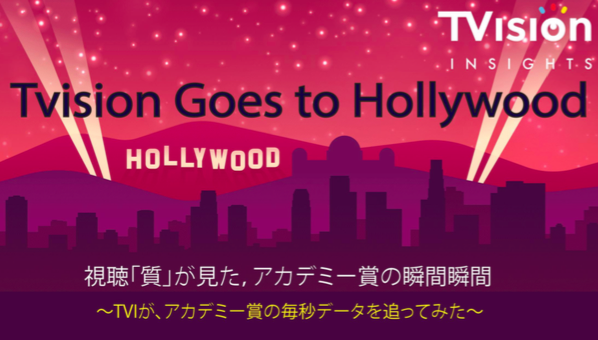 TVision
INSIGHTS
Tvision Goes to Hollywood
HOLLYWOOD
視聴「質」が見た, アカデミー賞の瞬間瞬間
～TVIが、アカデミー賞の毎秒データを追ってみた～